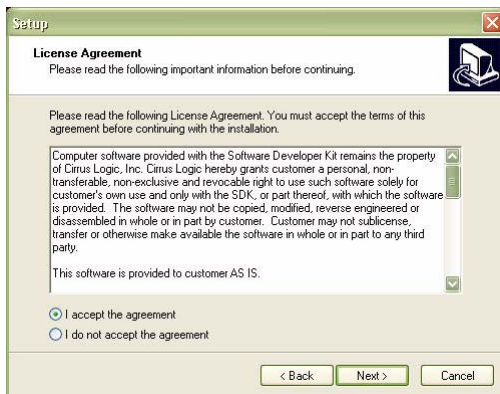 Setup
License Agreement
Please read the following important information before continuing.
Please read the following License Agreement. You must accept the terms of this
agreement before continuing with the installation.
Computer software provided with the Software Developer Kit remains the property
of Cirrus Logic, Inc. Cirrus Logic hereby grants customer a personal, non-
transferable, non-exclusive and revocable right to use such software solely for
customer's own use and only with the SDK, or part thereof, with which the software
is provided.  The software may not be copied, modified, reverse engineered or
disassembled in whole or in part by customer.  Customer may not sublicense,
transfer or otherwise make available the software in whole or in part to any third
party.
This software is provided to customer AS IS.
I accept the agreement
I do not accept the agreement
< Back Next > Cancel